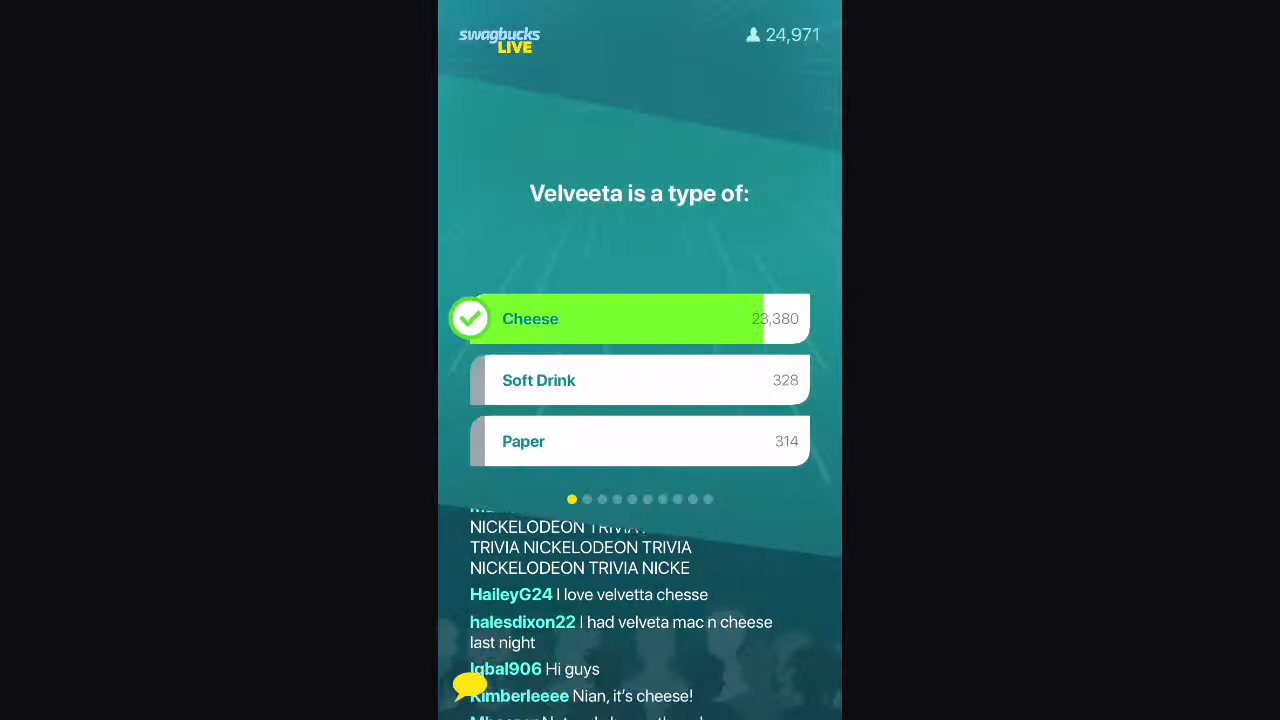 swagbucks
LIVE
24,971
Velveeta is a type of:
Cheese 23,380
Soft Drink 328
Paper 314
NICKELODEON TRIVIA
TRIVIA NICKELODEON TRIVIA
NICKELODEON TRIVIA NICKE
HaileyG24 I love velvetta chesse
halesdixon22 I had velveta mac n cheese
last night
Iqbal906 Hi guys
Kimberleeee Nian, it's cheese!